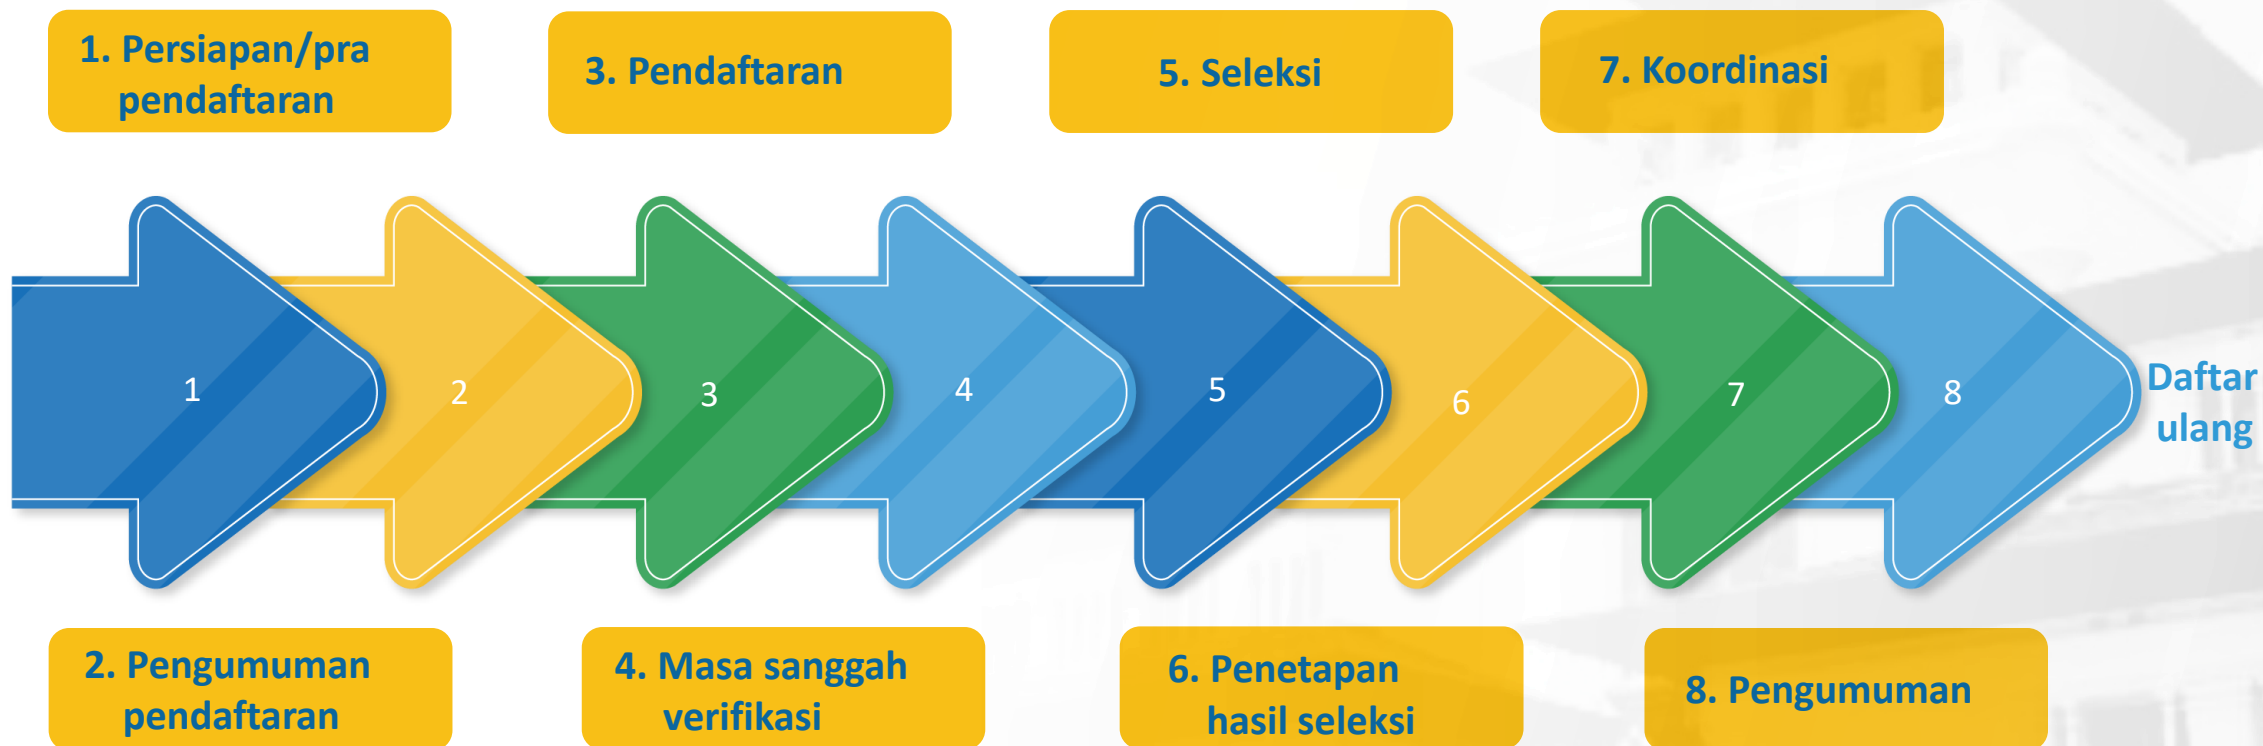 1. Persiapan/pra
pendaftaran
3. Pendaftaran
5. Seleksi
7. Koordinasi
1
2
3
4
5
6
7
8
Daftar
ulang
2. Pengumuman
pendaftaran
4. Masa sanggah
verifikasi
6. Penetapan
hasil seleksi
8. Pengumuman